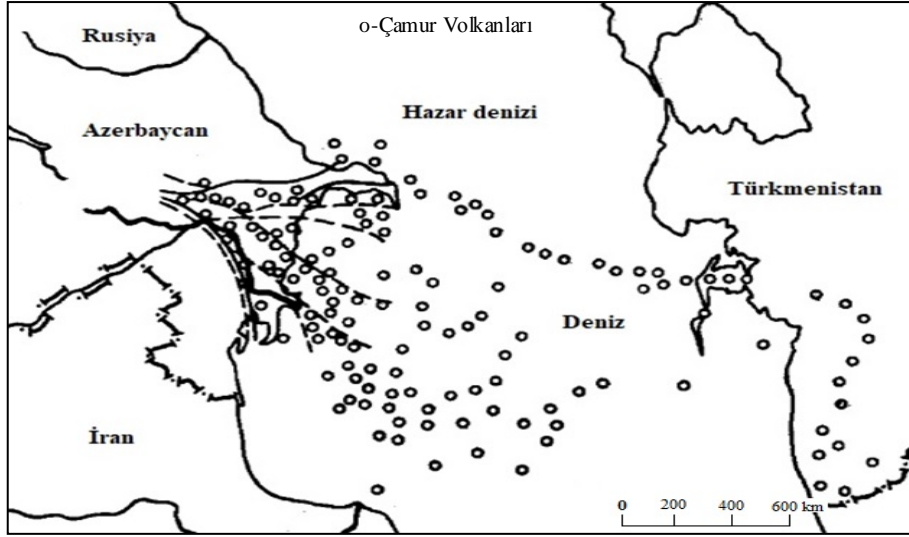 o-Çamur Volkanları
Rusiya
Hazar denizi
Azerbaycan
Türkmenistan
Deniz
İran
0 200 400 600 km